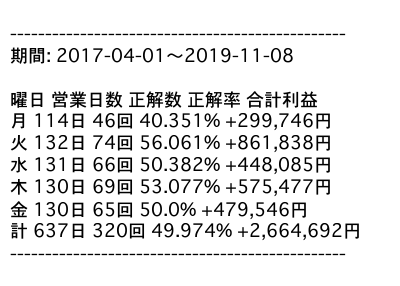 ------------------------------------------------
期間: 2017-04-01〜2019-11-08
曜日 営業日数 正解数 正解率 合計利益
月 114日 46回 40.351% +299,746円
火 132日 74回 56.061% +861,838円
水 131日 66回 50.382% +448,085円
木 130日 69回 53.077% +575,477円
金 130日 65回 50.0% +479,546円
計 637日 320回 49.974% +2,664,692円
------------------------------------------------